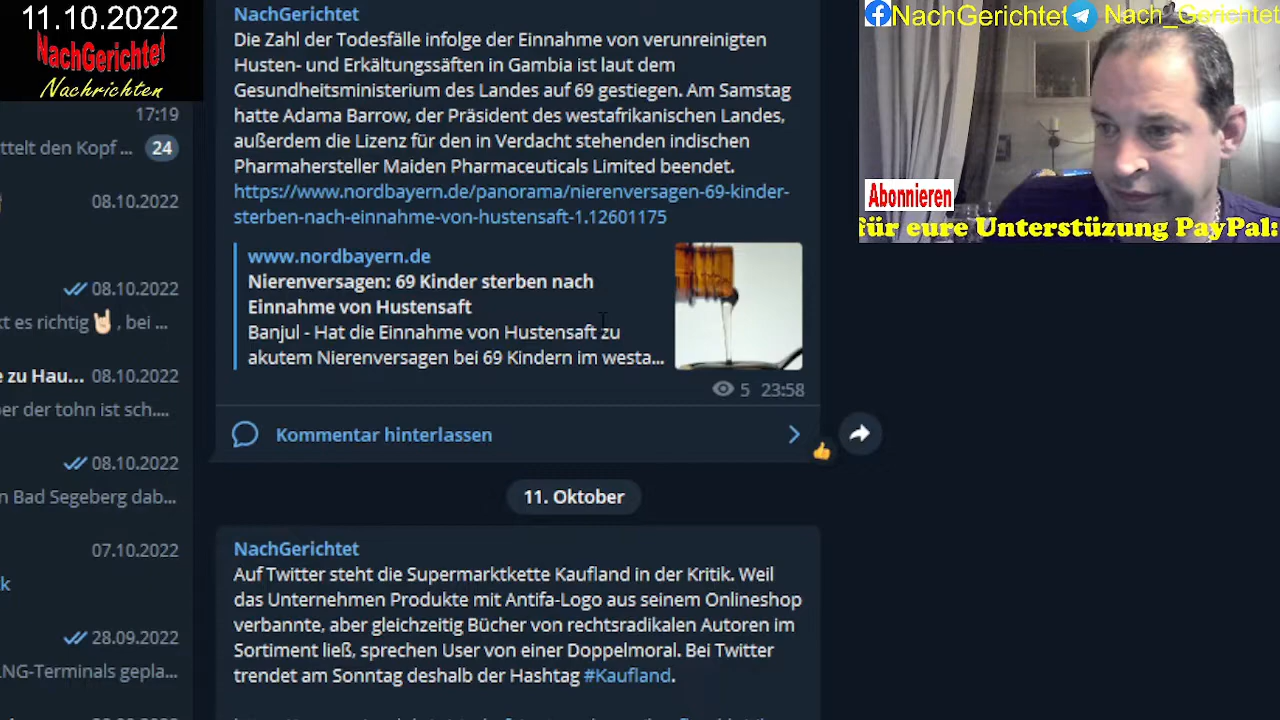 11.10.2022
NachGerichtet
Nachrichten
17:19
ttelt den Kopf ... 24
08.10.2022
08.10.2022
t es richtig🤘🏻, bei ...
e zu Hau... 08.10.2022
er der tohn ist sch....
08.10.2022
n Bad Segeberg dab...
07.10.2022
k
28.09.2022
LNG-Terminals gepla...
NachGerichtet
Die Zahl der Todesfälle infolge der Einnahme von verunreinigten
Husten- und Erkältungssäften in Gambia ist laut dem
Gesundheitsministerium des Landes auf 69 gestiegen. Am Samstag
hatte Adama Barrow, der Präsident des westafrikanischen Landes,
außerdem die Lizenz für den in Verdacht stehenden indischen
Pharmahersteller Maiden Pharmaceuticals Limited beendet.
https://www.nordbayern.de/panorama/nierenversagen-69-kinder-
sterben-nach-einnahme-von-hustensaft-1.12601175
www.nordbayern.de
Nierenversagen: 69 Kinder sterben nach
Einnahme von Hustensaft
Banjul - Hat die Einnahme von Hustensaft zu
akutem Nierenversagen bei 69 Kindern im westa...
5 23:58
Kommentar hinterlassen
11. Oktober
NachGerichtet
Auf Twitter steht die Supermarktkette Kaufland in der Kritik. Weil
das Unternehmen Produkte mit Antifa-Logo aus seinem Onlineshop
verbannte, aber gleichzeitig Bücher von rechtsradikalen Autoren im
Sortiment ließ, sprechen User von einer Doppelmoral. Bei Twitter
trendet am Sonntag deshalb der Hashtag #Kaufland.
NachGerichtet Nach_Gerichtet
Abonnieren
für eure Unterstüzung PayPal: